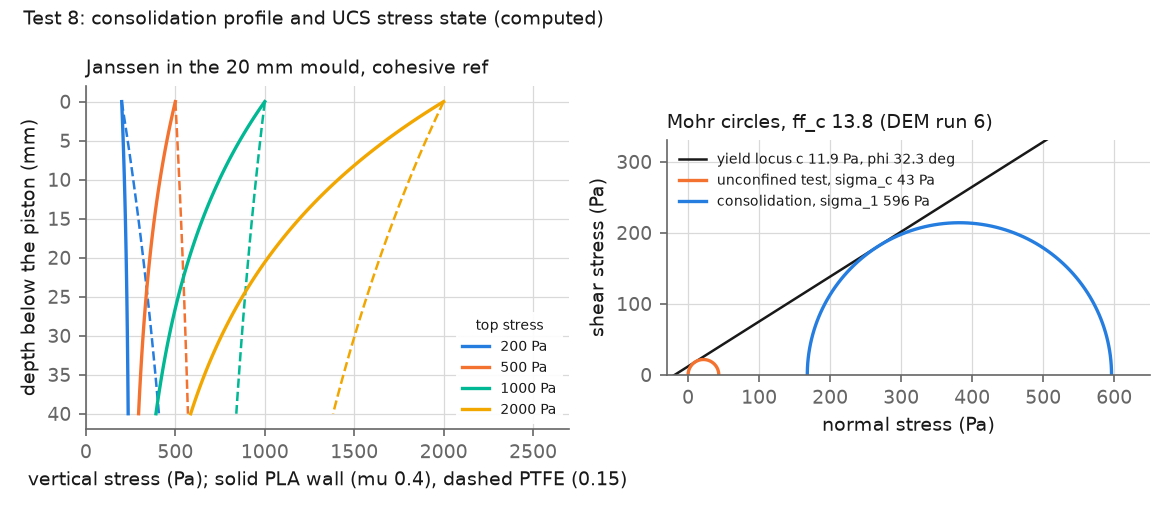 Test 8: consolidation profile and UCS stress state (computed)
Janssen in the 20 mm mould, cohesive ref
depth below the piston (mm)
0
5
10
15
20
25
30
35
40
top stress
200 Pa
500 Pa
1000 Pa
2000 Pa
0
500
1000
1500
2000
2500
vertical stress (Pa); solid PLA wall (mu 0.4), dashed PTFE (0.15)
Mohr circles, ff_c 13.8 (DEM run 6)
shear stress (Pa)
300
200
100
0
yield locus c 11.9 Pa, phi 32.3 deg
unconfined test, sigma_c 43 Pa
consolidation, sigma_1 596 Pa
0
100
200
300
400
500
600
normal stress (Pa)